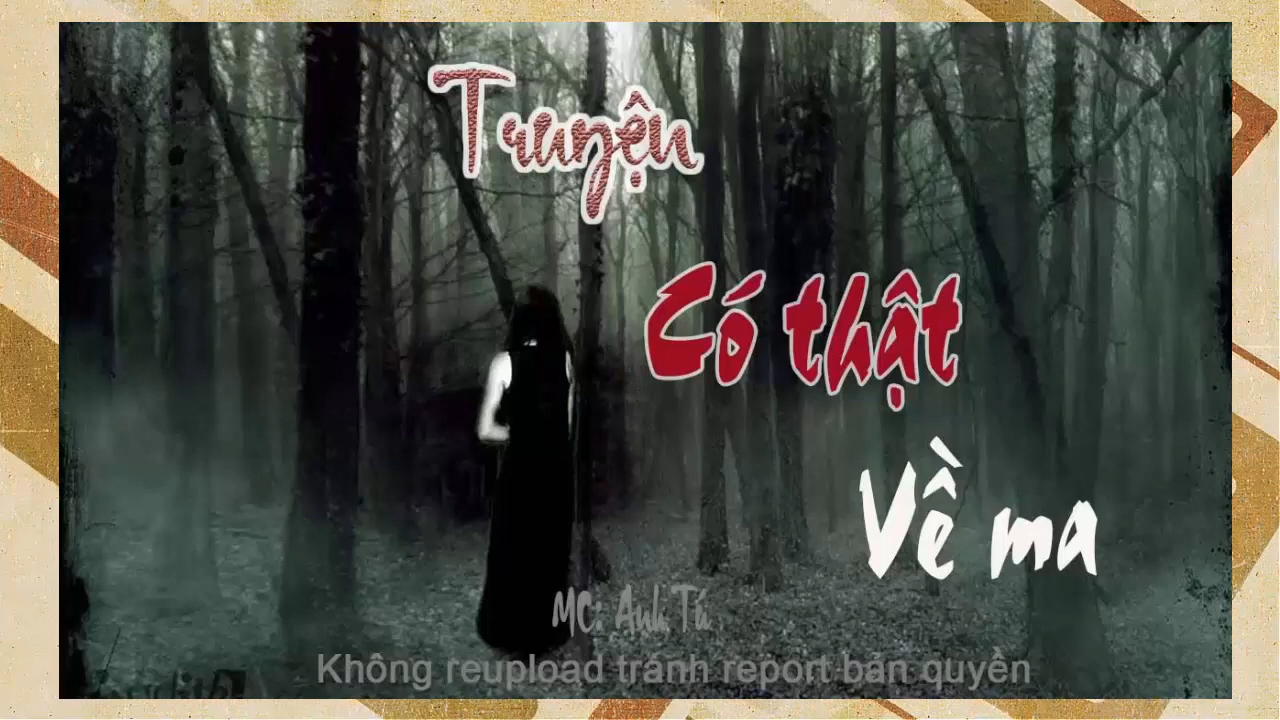 Truyện
Có thật
Về ma
MC: Anh Tú
Không reupload tránh report bản quyền